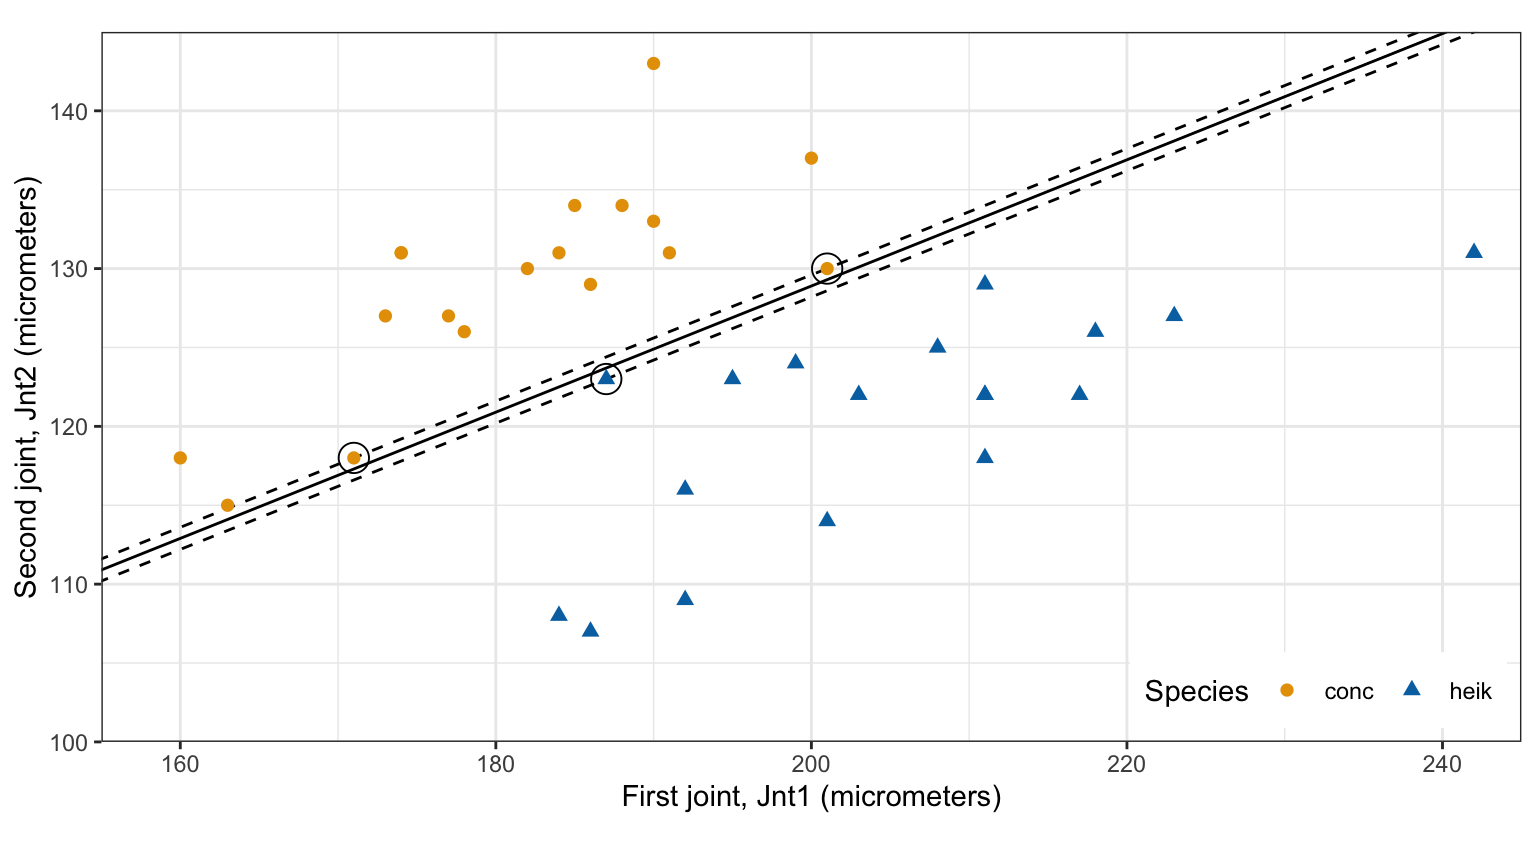 Second joint, Jnt2 (micrometers)
140
130
120
110
100
160 180 200 220 240
First joint, Jnt1 (micrometers)
Species conc heik